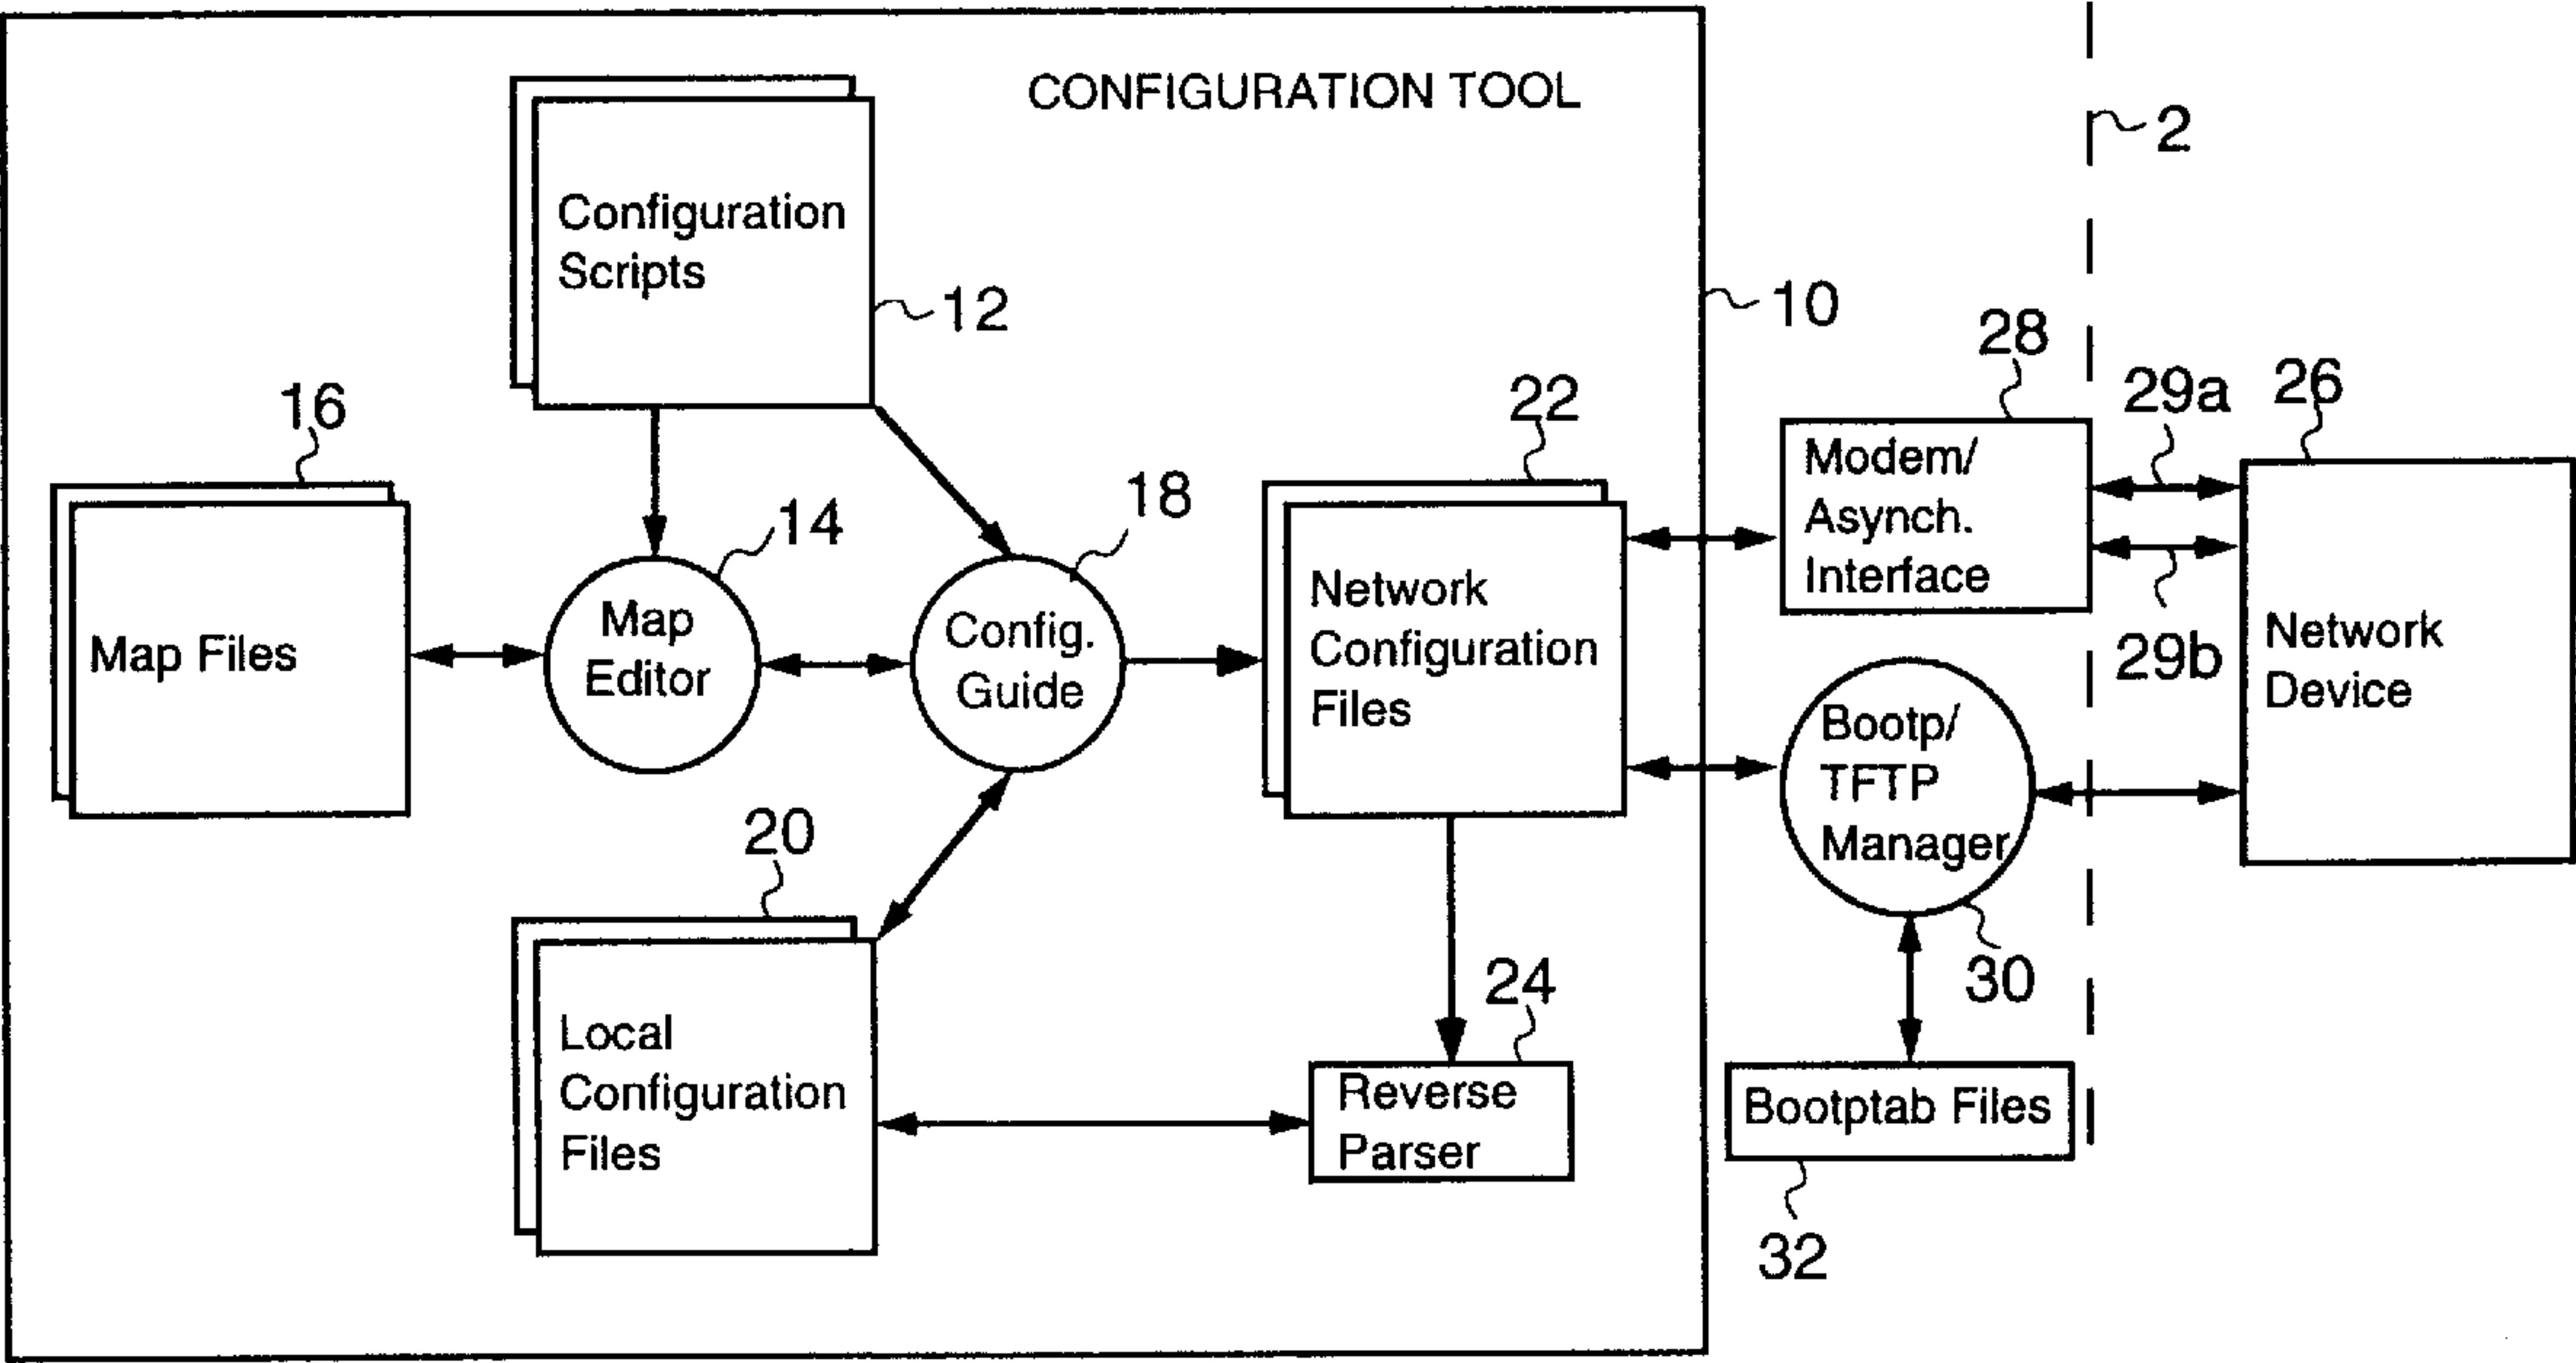 CONFIGURATION TOOL
2
Configuration
Scripts
12
10
28
16
22
29a
26
18
14
Modem/
Asynch.
Interface
Map Files
Map
Editor
Config.
Guide
Network
Configuration
Files
29b
Network
Device
Bootp/
TFTP
Manager
20
30
24
Local
Configuration
Files
Reverse
Parser
Bootptab Files
32